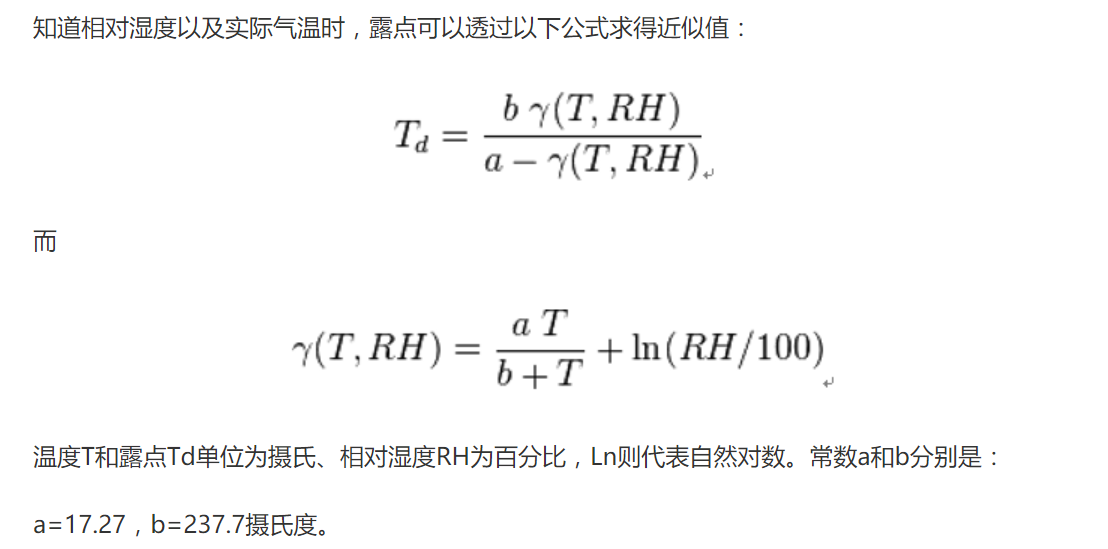 知道相对湿度以及实际气温时，露点可以透过以下公式求得近似值：
T_d = \frac{b γ(T, RH)}{a − γ(T, RH)}↵
而
γ(T, RH) = \frac{a T}{b + T} + ln(RH/100)↵
温度T和露点Td单位为摄氏、相对湿度RH为百分比，Ln则代表自然对数。常数a和b分别是：
a=17.27，b=237.7摄氏度。